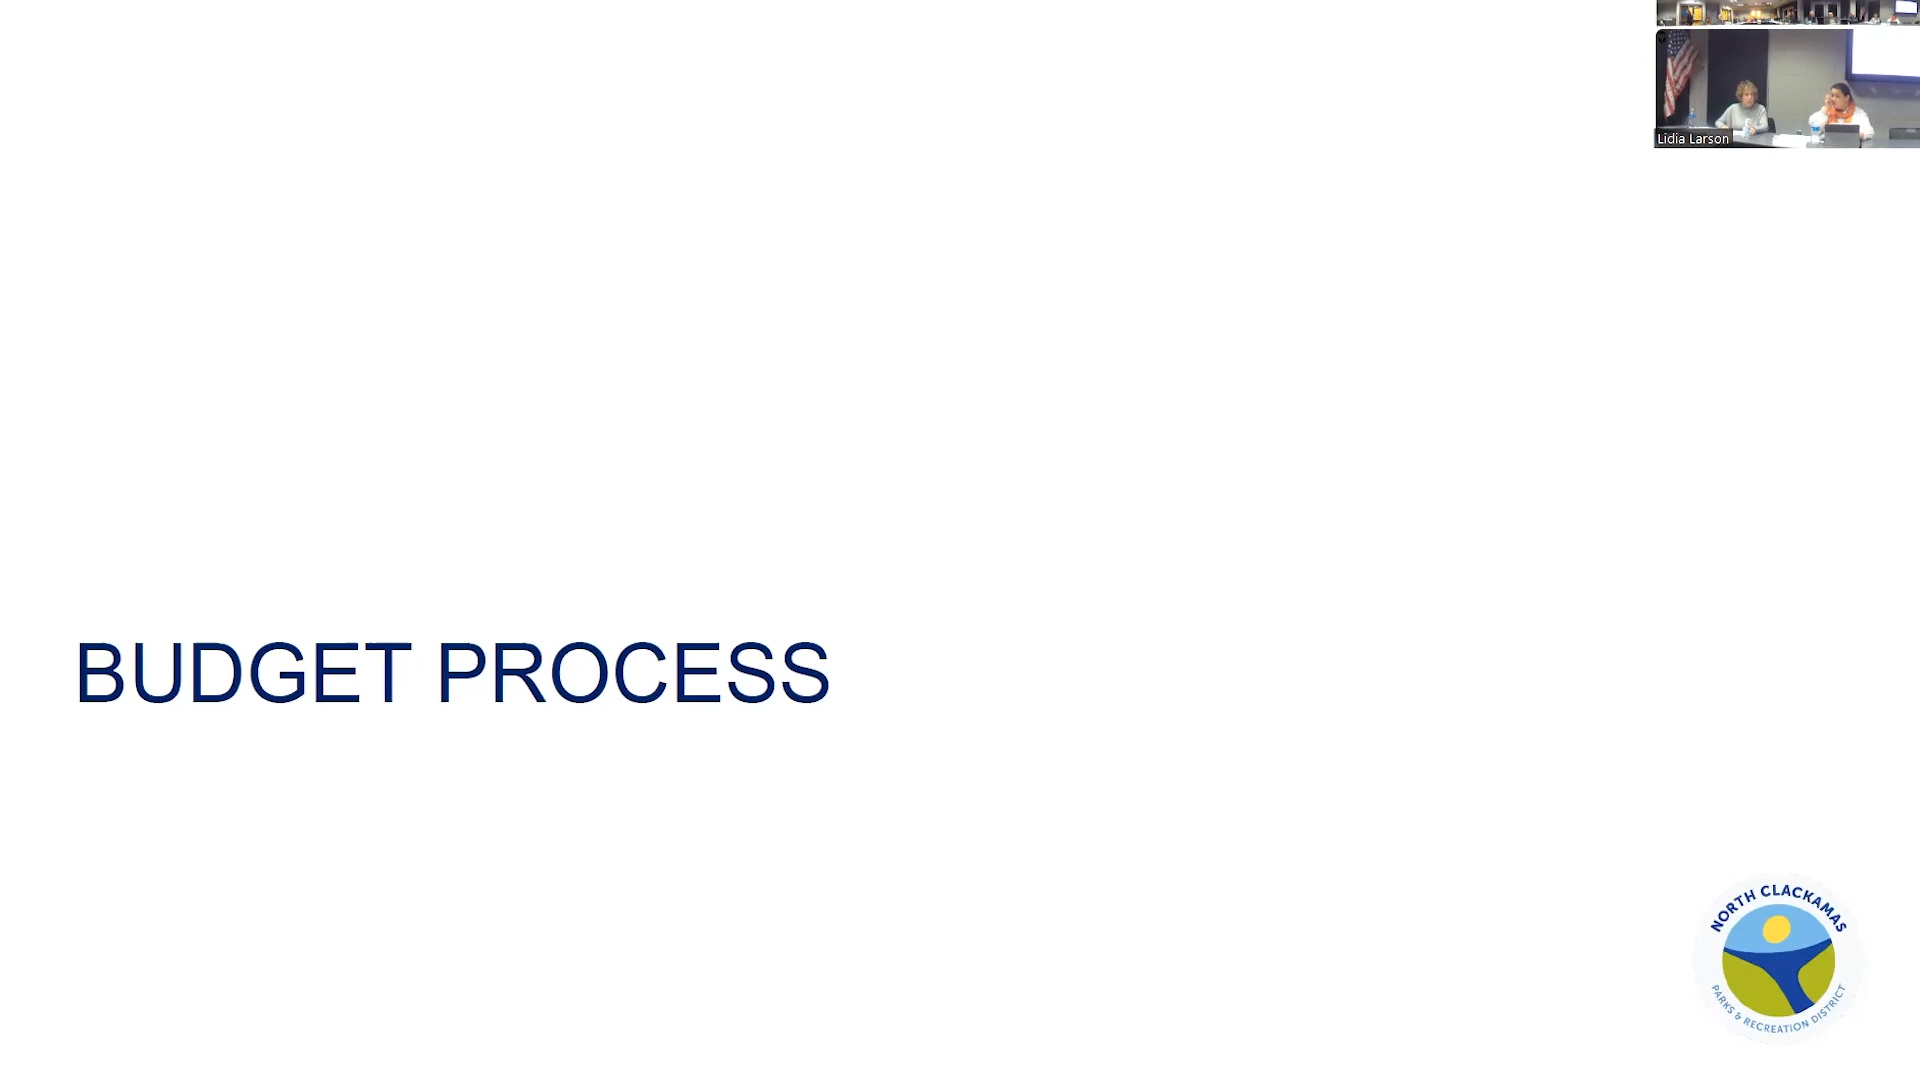 Lidia Larson
BUDGET PROCESS
NORTH CLACKAMAS
PARKS & RECREATION DISTRICT